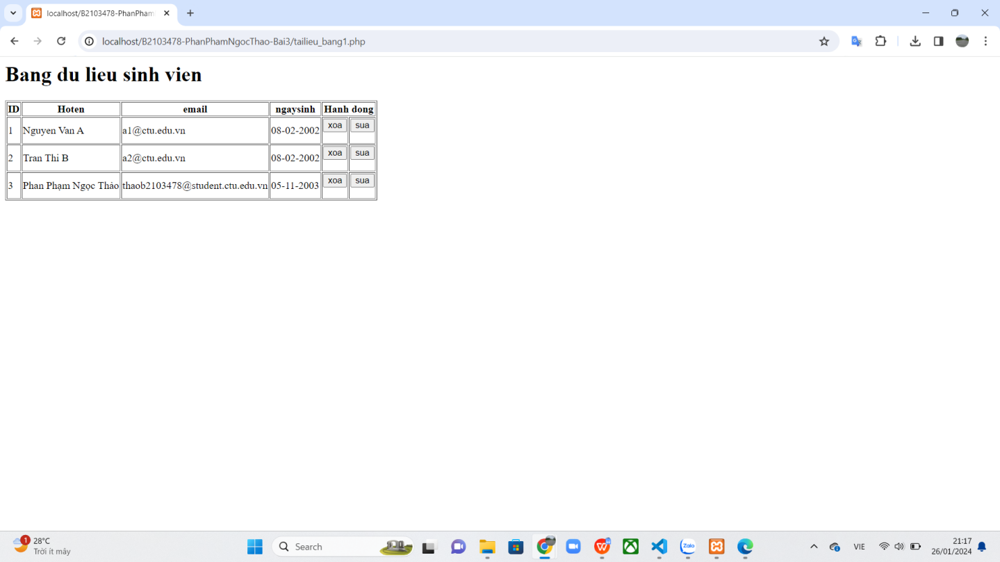 localhost/B2103478-PhanPham
localhost/B2103478-PhanPhamNgocThao-Bai3/tailieu_bang1.php
Bang du lieu sinh vien
ID Hoten email ngaysinh Hanh dong
1 Nguyen Van A a1@ctu.edu.vn 08-02-2002 xoa sua
2 Tran Thi B a2@ctu.edu.vn 08-02-2002 xoa sua
3 Phan Phạm Ngọc Thảo thaob2103478@student.ctu.edu.vn 05-11-2003 xoa sua
1 28°C
Trời ít mây
Search
Zalo
VIE
21:17
26/01/2024